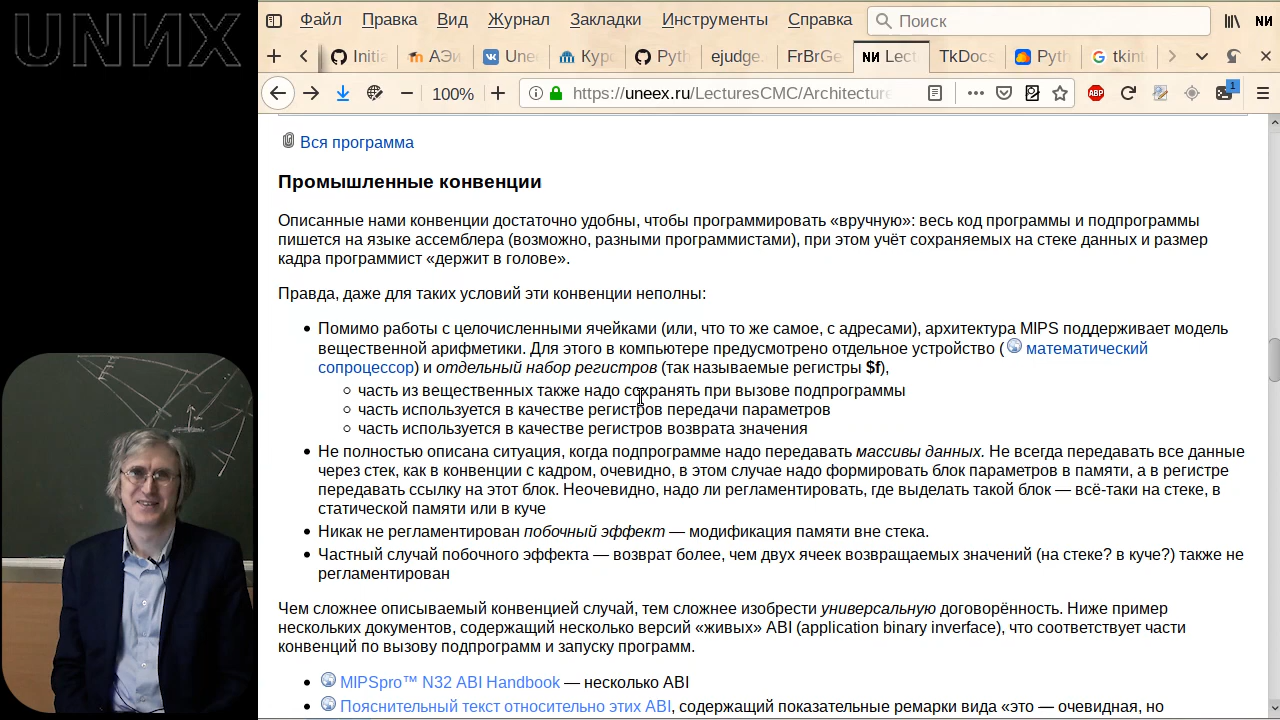 UNИX
Файл Правка Вид Журнал Закладки Инструменты Справка Поиск
Initia АЭи Unee Курс Pyth ejudge. FrBrGe Lect TkDocs Pyth tkint
100% https://uneex.ru/LecturesCMC/Architecture ABP 1
Вся программа
Промышленные конвенции
Описанные нами конвенции достаточно удобны, чтобы программировать «вручную»: весь код программы и подпрограммы
пишется на языке ассемблера (возможно, разными программистами), при этом учёт сохраняемых на стеке данных и размер
кадра программист «держит в голове».
Правда, даже для таких условий эти конвенции неполны:
Помимо работы с целочисленными ячейками (или, что то же самое, с адресами), архитектура MIPS поддерживает модель
вещественной арифметики. Для этого в компьютере предусмотрено отдельное устройство ( математический
сопроцессор) и отдельный набор регистров (так называемые регистры $f),
часть из вещественных также надо сохранять при вызове подпрограммы
часть используется в качестве регистров передачи параметров
часть используется в качестве регистров возврата значения
Не полностью описана ситуация, когда подпрограмме надо передавать массивы данных. Не всегда передавать все данные
через стек, как в конвенции с кадром, очевидно, в этом случае надо формировать блок параметров в памяти, а в регистре
передавать ссылку на этот блок. Неочевидно, надо ли регламентировать, где выделать такой блок — всё-таки на стеке, в
статической памяти или в куче
Никак не регламентирован побочный эффект — модификация памяти вне стека.
Частный случай побочного эффекта — возврат более, чем двух ячеек возвращаемых значений (на стеке? в куче?) также не
регламентирован
Чем сложнее описываемый конвенцией случай, тем сложнее изобрести универсальную договорённость. Ниже пример
нескольких документов, содержащий несколько версий «живых» ABI (application binary inverface), что соответствует части
конвенций по вызову подпрограмм и запуску программ.
MIPSpro™ N32 ABI Handbook — несколько ABI
Пояснительный текст относительно этих ABI, содержащий показательные ремарки вида «это — очевидная, но